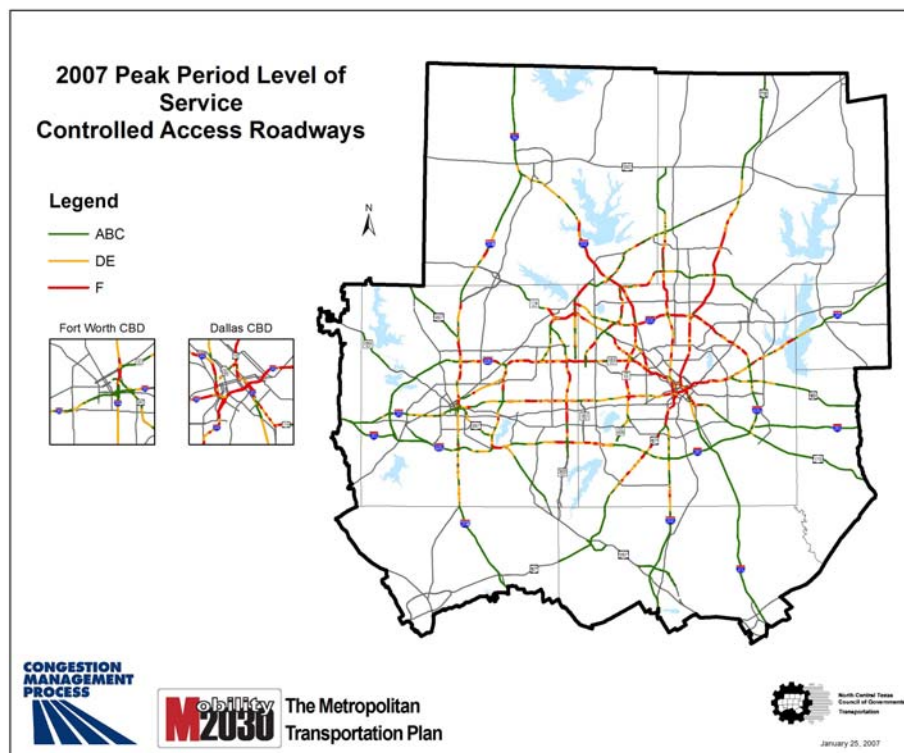 2007 Peak Period Level of
Service
Controlled Access Roadways
Legend
ABC
DE
F
N
Fort Worth CBD
Dallas CBD
CONGESTION
MANAGEMENT
PROCESS
Mobility
2030
The Metropolitan
Transportation Plan
North Central Texas
Council of Governments
Transportation
January 25, 2007